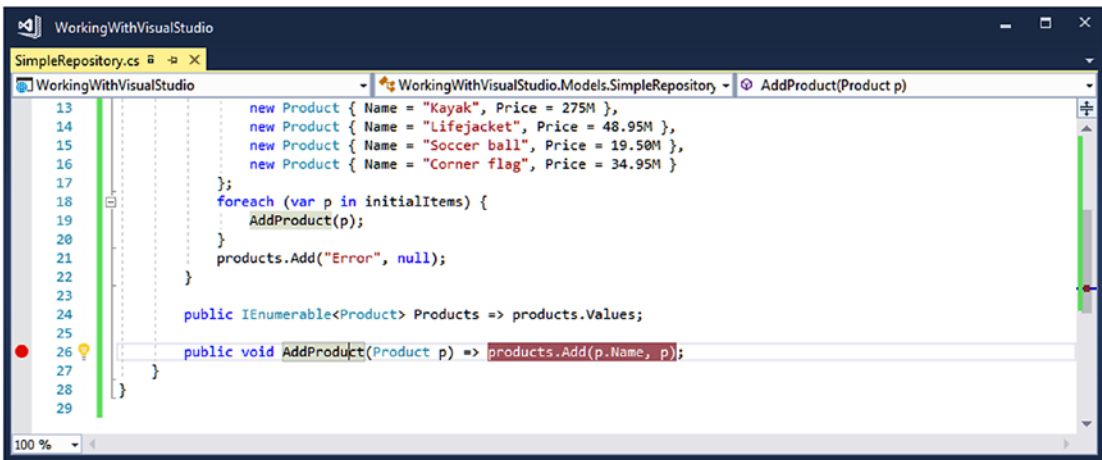 WorkingWithVisualStudio
SimpleRepository.cs
WorkingWithVisualStudio WorkingWithVisualStudio.Models.SimpleRepository AddProduct(Product p)
13 new Product { Name = "Kayak", Price = 275M },
14 new Product { Name = "Lifejacket", Price = 48.95M },
15 new Product { Name = "Soccer ball", Price = 19.50M },
16 new Product { Name = "Corner flag", Price = 34.95M }
17 };
18 foreach (var p in initialItems) {
19 AddProduct(p);
20 }
21 products.Add("Error", null);
22 }
23
24 public IEnumerable<Product> Products => products.Values;
25
26 public void AddProduct(Product p) => products.Add(p.Name, p);
27 }
28 }
29
100 %